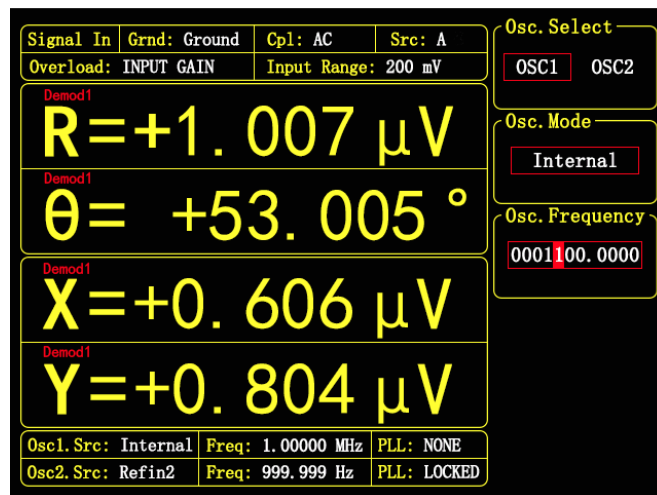 Signal In Grnd: Ground Cpl: AC Src: A
Overload: INPUT GAIN Input Range: 200 mV
Demod1
R=+1.007 μV
Demod1
θ= +53.005 °
Demod1
X=+0.606 μV
Demod1
Y=+0.804 μV
Osc1.Src: Internal Freq: 1.00000 MHz PLL: NONE
Osc2.Src: Refin2 Freq: 999.999 Hz PLL: LOCKED
Osc.Select
OSC1 OSC2
Osc.Mode
Internal
Osc.Frequency
0001100.0000